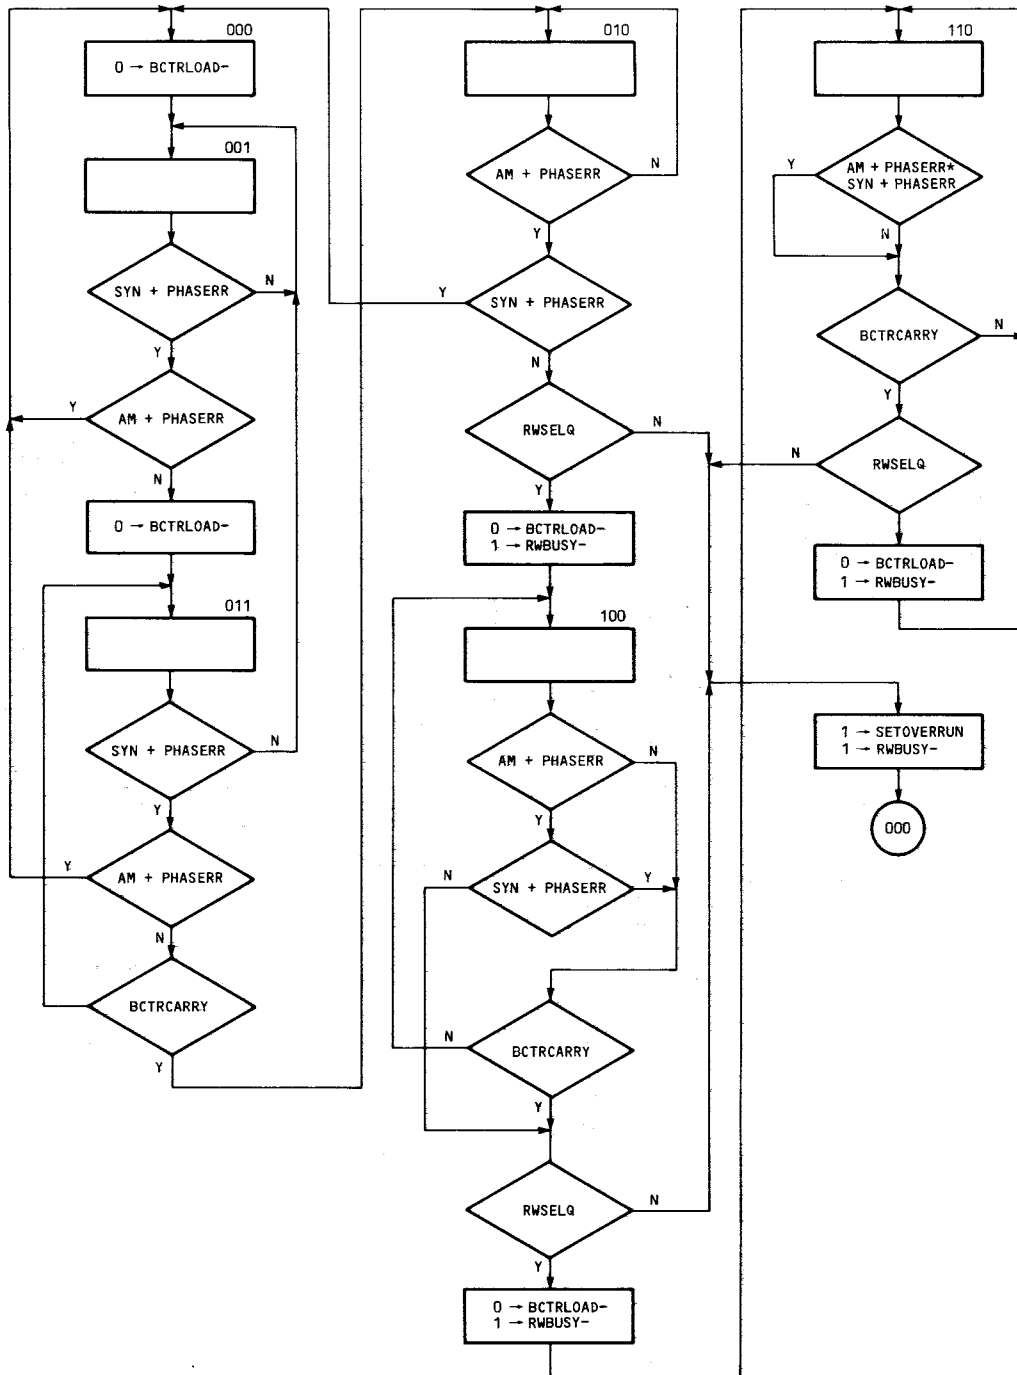 000
0 → BCTRLOAD-
001
SYN + PHASERR
N
Y
AM + PHASERR
Y
N
0 → BCTRLOAD-
011
SYN + PHASERR
N
Y
AM + PHASERR
Y
N
BCTRCARRY
Y
010
AM + PHASERR
N
Y
SYN + PHASERR
Y
N
RWSELQ
N
Y
0 → BCTRLOAD-
1 → RWBUSY-
100
AM + PHASERR
N
Y
SYN + PHASERR
N
Y
BCTRCARRY
N
Y
RWSELQ
N
Y
0 → BCTRLOAD-
1 → RWBUSY-
110
AM + PHASERR*
SYN + PHASERR
Y
N
BCTRCARRY
N
Y
RWSELQ
N
0 → BCTRLOAD-
1 → RWBUSY-
1 → SETOVERRUN
1 → RWBUSY-
000